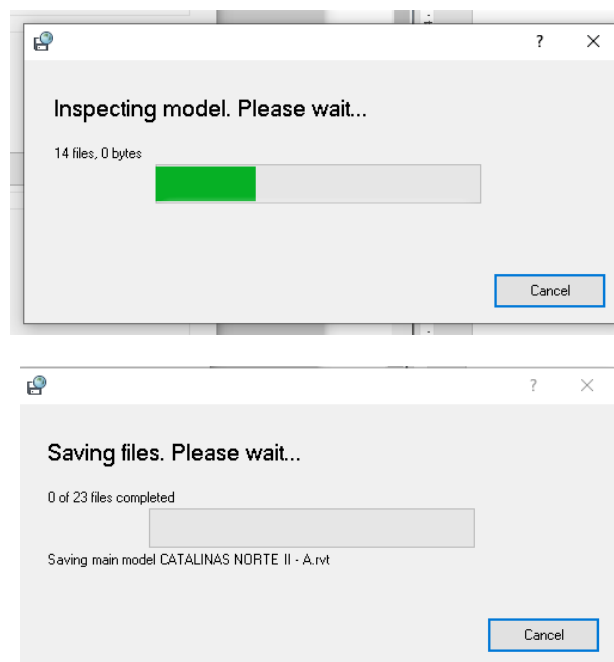 ?
Inspecting model. Please wait...
14 files, 0 bytes
Cancel
?
Saving files. Please wait...
0 of 23 files completed
Saving main model CATALINAS NORTE II - A.rvt
Cancel